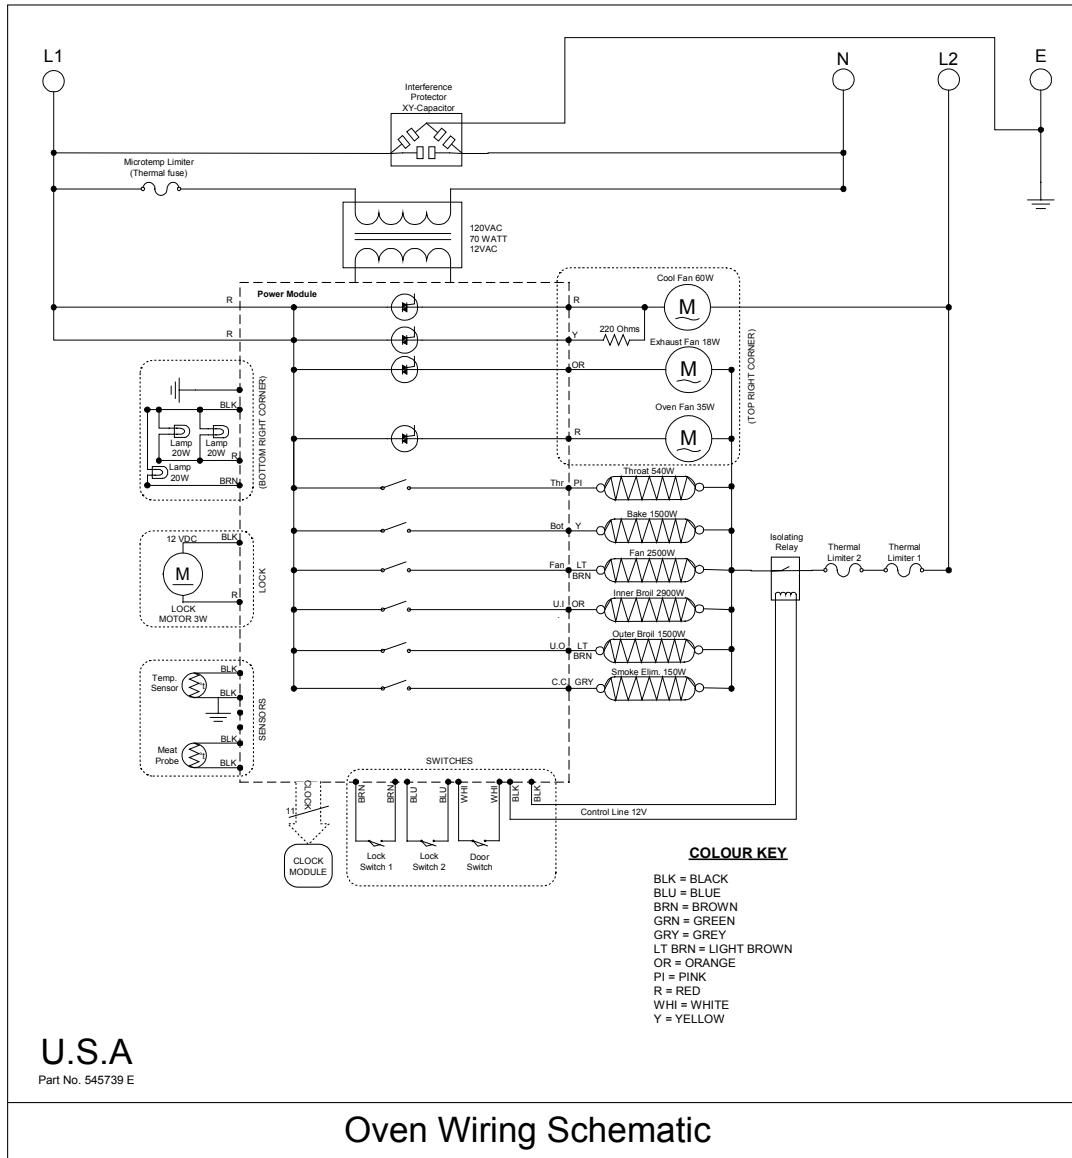 L1
N
L2
E
Interference
Protector
XY-Capacitor
Microtemp Limiter
(Thermal fuse)
120VAC
70 WATT
12VAC
Power Module
R
R
R
Y
OR
R
Cool Fan 60W
M
220 Ohms
Exhaust Fan 18W
M
Oven Fan 35W
M
(TOP RIGHT CORNER)
BLK
Lamp
20W
Lamp
20W
R
Lamp
20W
BRN
(BOTTOM RIGHT CORNER)
Thr PI
Throat 540W
Bot Y
Bake 1500W
Fan LT
BRN
Fan 2500W
U.I OR
Inner Broil 2900W
U.O LT
BRN
Outer Broil 1500W
C.C GRY
Smoke Elim. 150W
Isolating
Relay
Thermal
Limiter 2
Thermal
Limiter 1
12 VDC
BLK
M
R
LOCK
MOTOR 3W
LOCK
BLK
Temp.
Sensor
t
BLK
BLK
Meat
Probe
t
BLK
SENSORS
SWITCHES
CLOCK
11
CLOCK
MODULE
BRN
BRN
BLU
BLU
WHI
WHI
BLK
BLK
Lock
Switch 1
Lock
Switch 2
Door
Switch
Control Line 12V
COLOUR KEY
BLK = BLACK
BLU = BLUE
BRN = BROWN
GRN = GREEN
GRY = GREY
LT BRN = LIGHT BROWN
OR = ORANGE
PI = PINK
R = RED
WHI = WHITE
Y = YELLOW
U.S.A
Part No. 545739 E
Oven Wiring Schematic